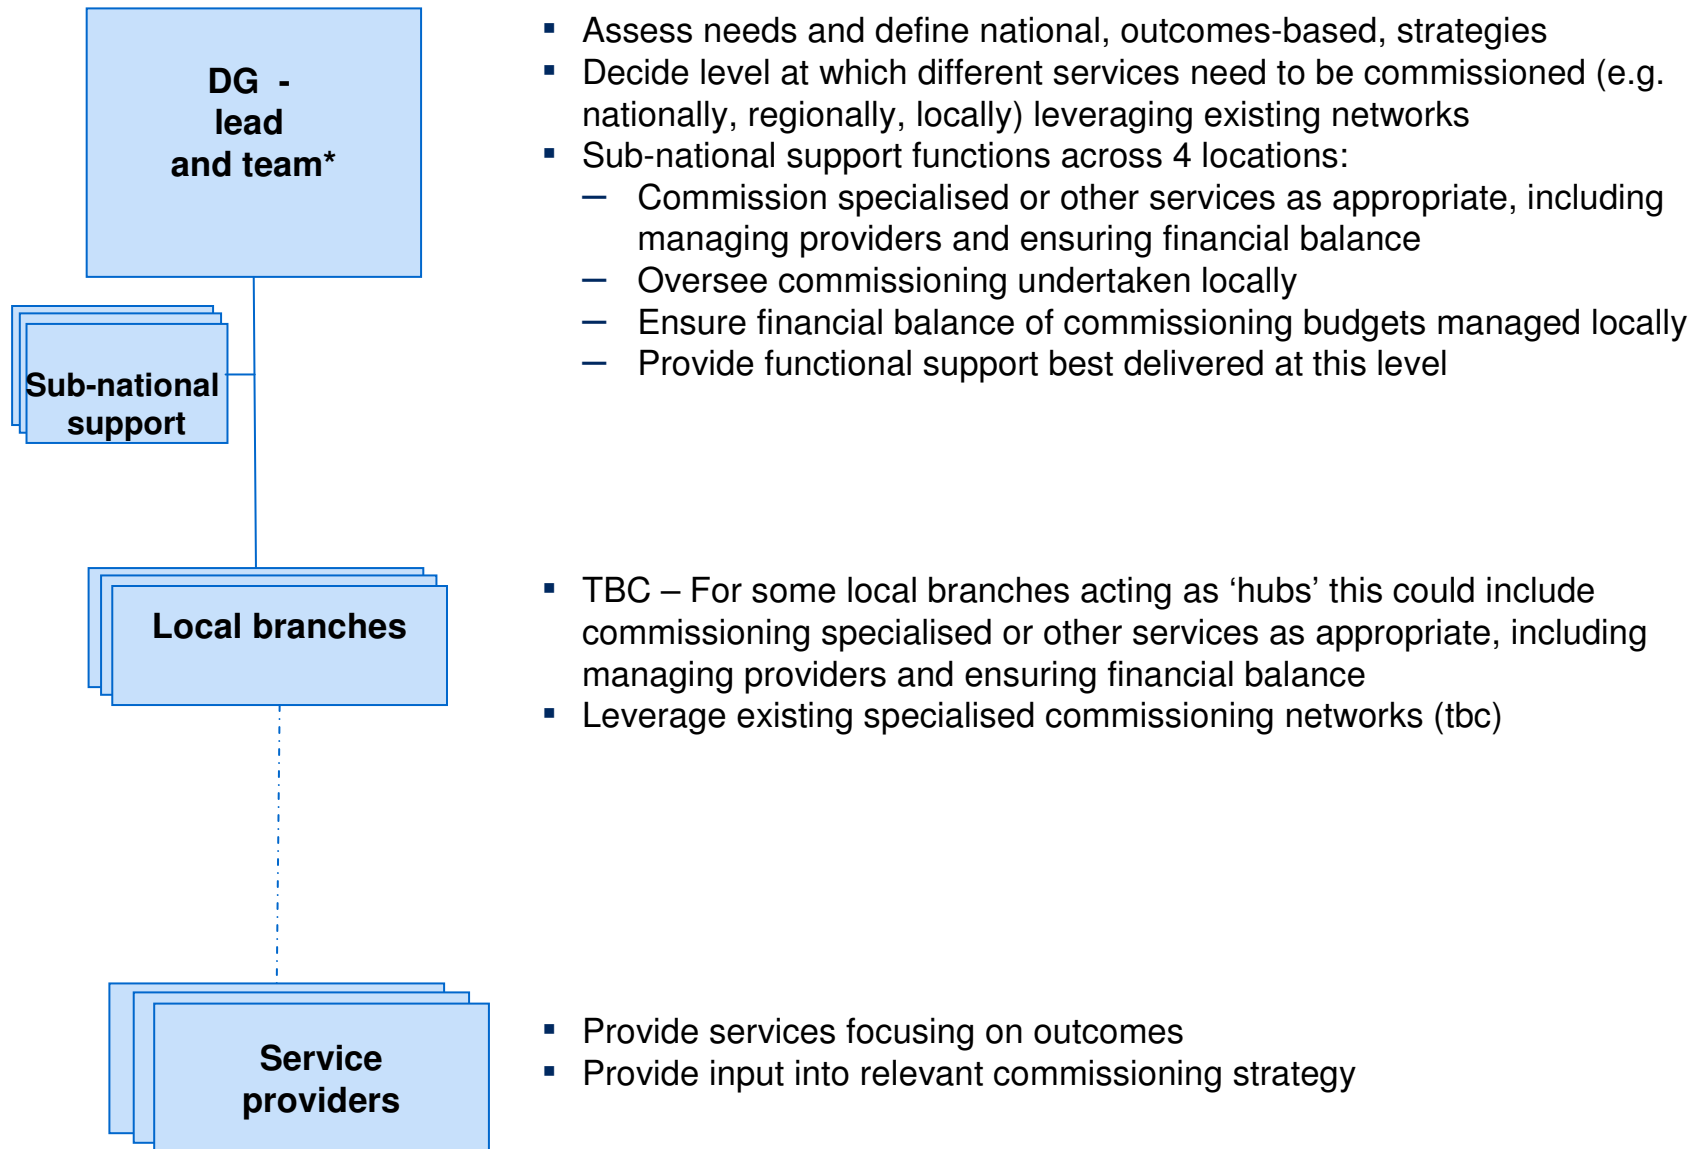 DG -
lead
and team*
▪ Assess needs and define national, outcomes-based, strategies
▪ Decide level at which different services need to be commissioned (e.g.
nationally, regionally, locally) leveraging existing networks
▪ Sub-national support functions across 4 locations:
– Commission specialised or other services as appropriate, including
managing providers and ensuring financial balance
– Oversee commissioning undertaken locally
– Ensure financial balance of commissioning budgets managed locally
– Provide functional support best delivered at this level
Sub-national
support
Local branches
▪ TBC – For some local branches acting as ‘hubs’ this could include
commissioning specialised or other services as appropriate, including
managing providers and ensuring financial balance
▪ Leverage existing specialised commissioning networks (tbc)
Service
providers
▪ Provide services focusing on outcomes
▪ Provide input into relevant commissioning strategy